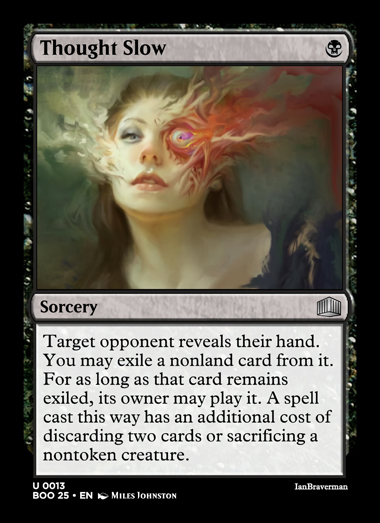 Thought Slow
Sorcery
Target opponent reveals their hand.
You may exile a nonland card from it.
For as long as that card remains
exiled, its owner may play it. A spell
cast this way has an additional cost of
discarding two cards or sacrificing a
nontoken creature.
U 0013
BOO 25 • EN Miles Johnston
IanBraverman